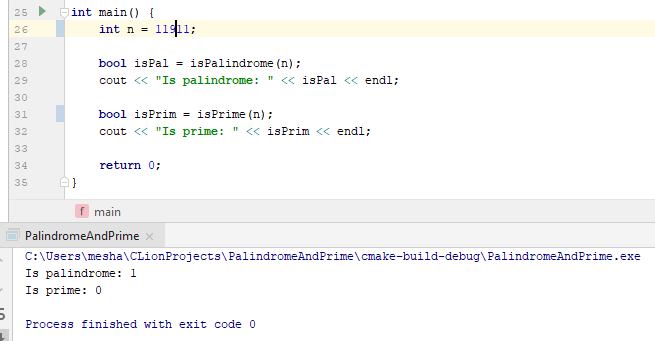 25 int main() {
26 int n = 11911;
27
28 bool isPal = isPalindrome(n);
29 cout << "Is palindrome: " << isPal << endl;
30
31 bool isPrim = isPrime(n);
32 cout << "Is prime: " << isPrim << endl;
33
34 return 0;
35 }
f main
PalindromeAndPrime ×
C:\Users\mesha\CLionProjects\PalindromeAndPrime\cmake-build-debug\PalindromeAndPrime.exe
Is palindrome: 1
Is prime: 0
Process finished with exit code 0